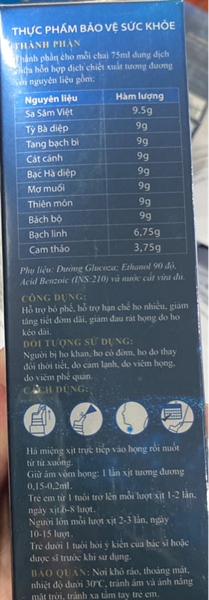 THỰC PHẨM BẢO VỆ SỨC KHỎE
THÀNH PHẦN
Thành phần cho mỗi chai 75ml dung dịch
chứa hỗn hợp dịch chiết xuất tương đương
với nguyên liệu gồm:
Nguyên liệu Hàm lượng
Sa Sâm Việt 9.5g
Tỳ Bà diệp 9g
Tang bạch bì 9g
Cát cánh 9g
Bạc Hà diệp 9g
Mơ muối 9g
Thiên môn 9g
Bách bộ 9g
Bạch linh 6,75g
Cam thảo 3,75g
Phụ liệu: Đường Glucoza; Ethanol 90 độ,
Acid Benzoic (INS:210) và nước cất vừa đủ.
CÔNG DỤNG:
Hỗ trợ bổ phế, hỗ trợ hạn chế ho nhiều, giảm
tăng tiết đờm dãi, giảm đau rát họng do ho
kéo dài.
ĐỐI TƯỢNG SỬ DỤNG:
Người bị ho khan, ho có đờm, ho do thay
đổi thời tiết, do cảm lạnh, do viêm họng,
do viêm phế quản.
CÁCH DÙNG:
Há miệng xịt trực tiếp vào họng rồi nuốt
từ từ xuống.
Giữ ấm vòm họng: 1 lần xịt tương đương
0,15-0,2ml.
Trẻ em từ 1 tuổi trở lên mỗi lượt xịt 1-2 lần,
ngày xịt 6-8 lượt.
Người lớn mỗi lượt xịt 2-3 lần, ngày
10-15 lượt.
Trẻ dưới 1 tuổi hỏi ý kiến của bác sĩ hoặc
dược sĩ trước khi sử dụng.
BẢO QUẢN: Nơi khô ráo, thoáng mát,
nhiệt độ dưới 30°C, tránh ẩm và ánh nắng
mặt trời, tránh xa tầm tay trẻ em.